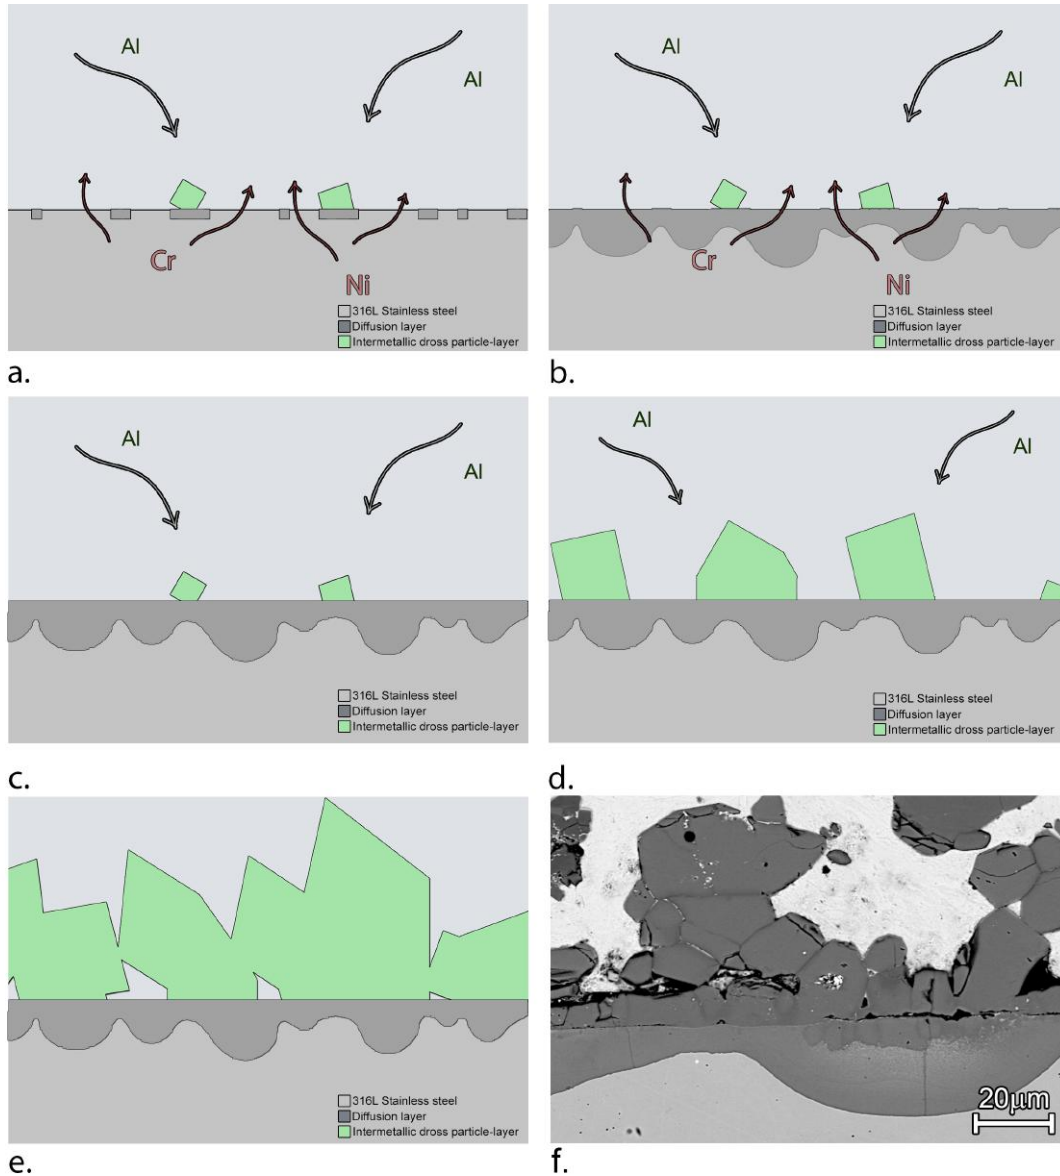 Al
Al
Cr
Ni
316L Stainless steel
Diffusion layer
Intermetallic dross particle-layer
a.
Al
Al
Cr
Ni
316L Stainless steel
Diffusion layer
Intermetallic dross particle-layer
b.
Al
Al
316L Stainless steel
Diffusion layer
Intermetallic dross particle-layer
c.
Al
Al
316L Stainless steel
Diffusion layer
Intermetallic dross particle-layer
d.
316L Stainless steel
Diffusion layer
Intermetallic dross particle-layer
e.
20μm
f.